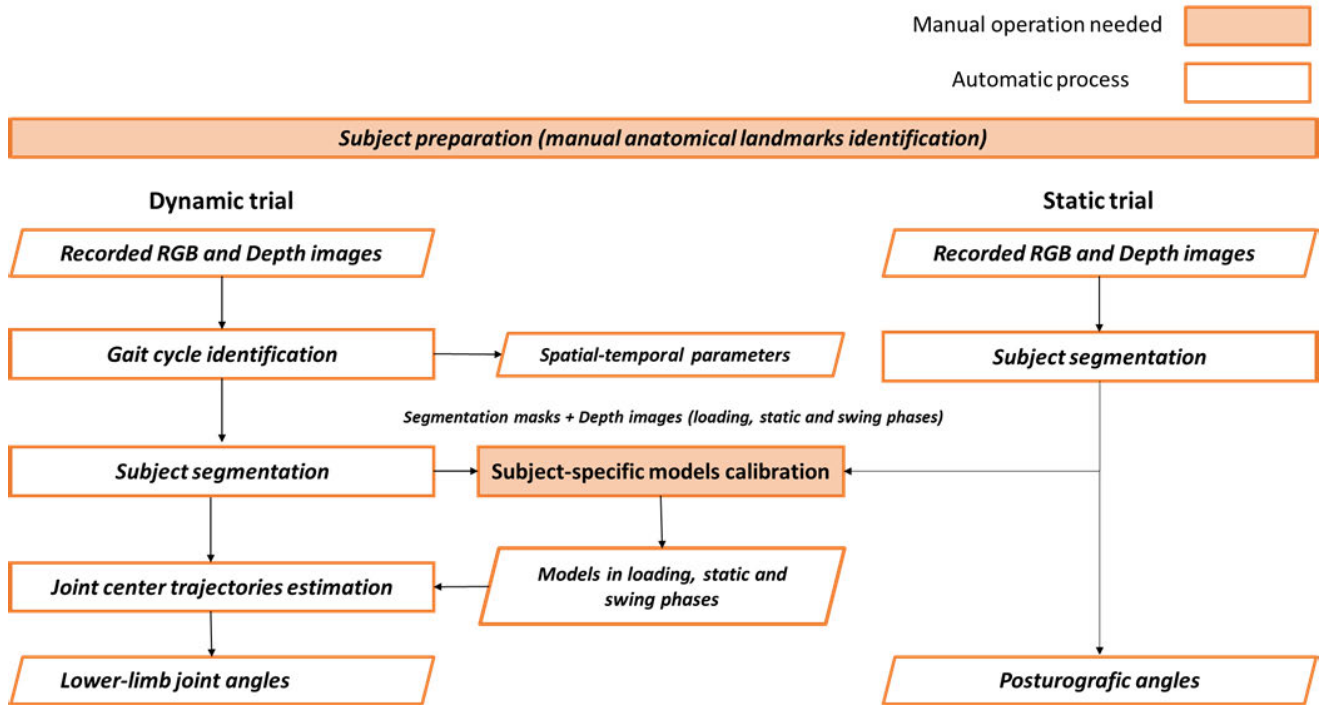 Manual operation needed
Automatic process
Subject preparation (manual anatomical landmarks identification)
Dynamic trial
Static trial
Recorded RGB and Depth images
Recorded RGB and Depth images
Gait cycle identification
Spatial-temporal parameters
Subject segmentation
Segmentation masks + Depth images (loading, static and swing phases)
Subject segmentation
Subject-specific models calibration
Joint center trajectories estimation
Models in loading, static and
swing phases
Lower-limb joint angles
Posturografic angles